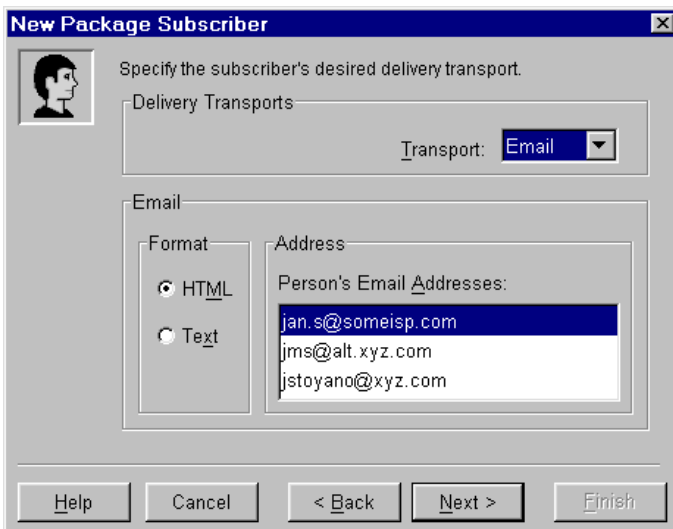 New Package Subscriber
Specify the subscriber's desired delivery transport.
Delivery Transports
Transport: Email
Email
Format
HTML
Text
Address
Person's Email Addresses:
jan.s@someisp.com
jms@alt.xyz.com
jstoyano@xyz.com
Help Cancel < Back Next > Finish